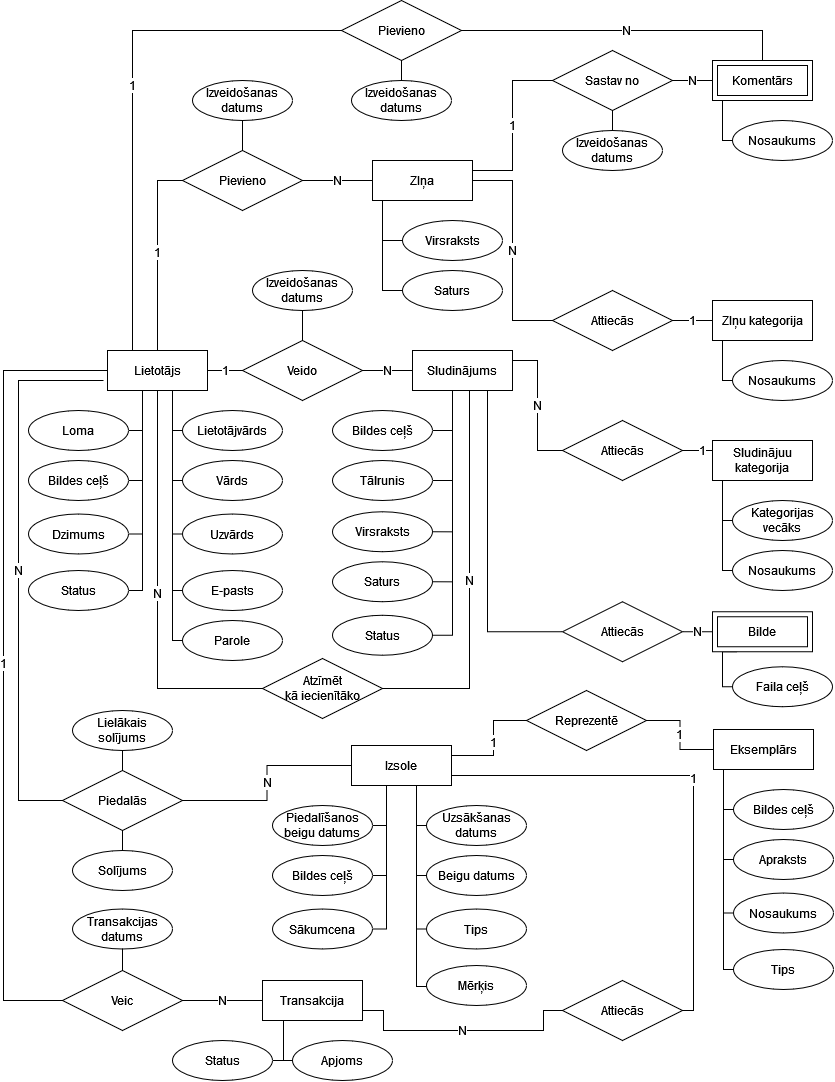 Pievieno
N
1
Izveidošanas
datums
Izveidošanas
datums
Sastav no
N
Komentārs
1
Izveidošanas
datums
Nosaukums
Pievieno
N
ZIņa
1
Virsraksts
N
Saturs
Izveidošanas
datums
Attiecās
1
ZIņu kategorija
Nosaukums
Lietotājs
1
Veido
N
Sludinājums
N
Loma
Lietotājvārds
Bildes ceļš
Attiecās
1
Sludinājuu
kategorija
Bildes ceļš
Vārds
Tālrunis
Kategorijas
vecāks
Dzimums
Uzvārds
Virsraksts
Nosaukums
N
Status
N
E-pasts
Saturs
N
Parole
Status
Attiecās
N
Bilde
1
Atzīmēt
kā iecienītāko
Faila ceļš
Lielākais
solījums
Reprezentē
1
1
Eksemplārs
Izsole
N
1
Piedalās
Piedalīšanos
beigu datums
Uzsākšanas
datums
Bildes ceļš
Solījums
Bildes ceļš
Beigu datums
Apraksts
Transakcijas
datums
Sākumcena
Tips
Nosaukums
Mērķis
Tips
Veic
N
Transakcija
Attiecās
N
Status
Apjoms